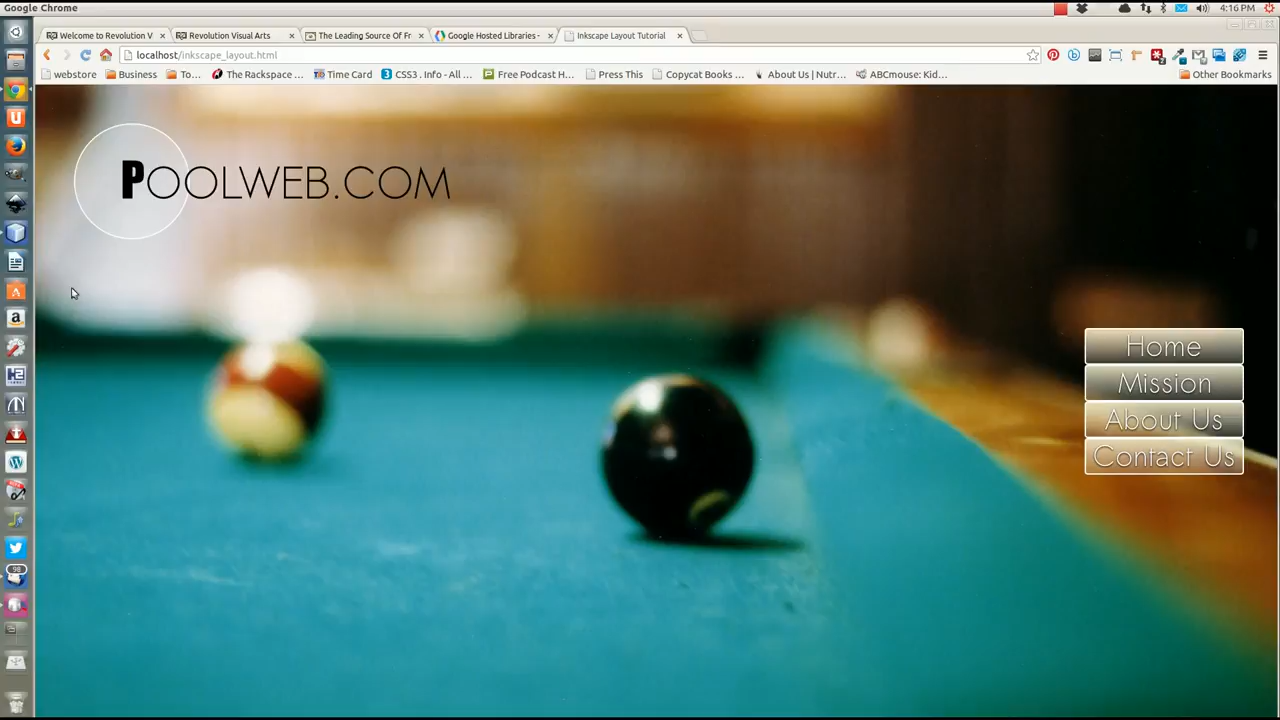 Google Chrome
4:16 PM
Welcome to Revolution V
Revolution Visual Arts
The Leading Source Of Fr
Google Hosted Libraries -
Inkscape Layout Tutorial
localhost/inkscape_layout.html
webstore
Business
To...
The Rackspace ...
Time Card
CSS3 . Info - All ...
Free Podcast H...
Press This
Copycat Books ...
About Us | Nutr...
ABCmouse: Kid...
Other Bookmarks
POOLWEB.COM
Home
Mission
About Us
Contact Us